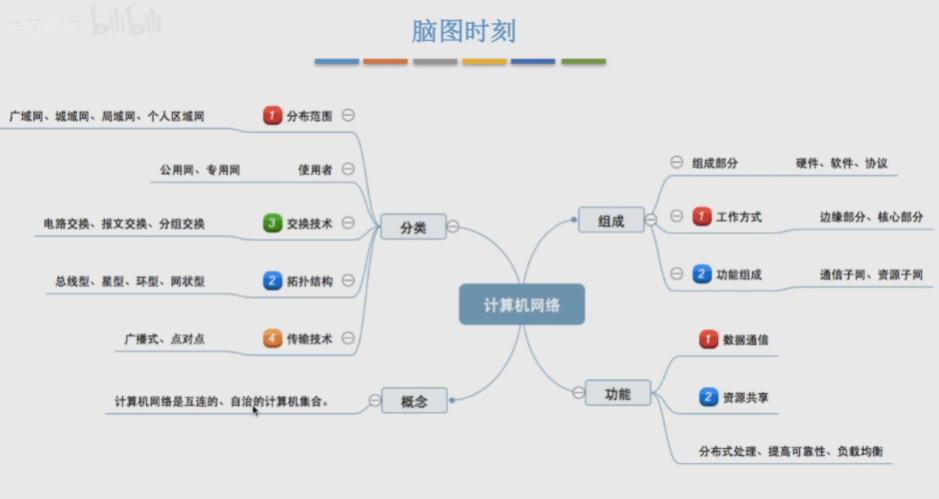 bilibili
脑图时刻
广域网、城域网、局域网、个人区域网
1 分布范围
公用网、专用网
使用者
电路交换、报文交换、分组交换
3 交换技术
总线型、星型、环型、网状型
2 拓扑结构
广播式、点对点
4 传输技术
分类
计算机网络是互连的、自治的计算机集合。
概念
计算机网络
组成
组成部分
硬件、软件、协议
1 工作方式
边缘部分、核心部分
2 功能组成
通信子网、资源子网
功能
1 数据通信
2 资源共享
分布式处理、提高可靠性、负载均衡